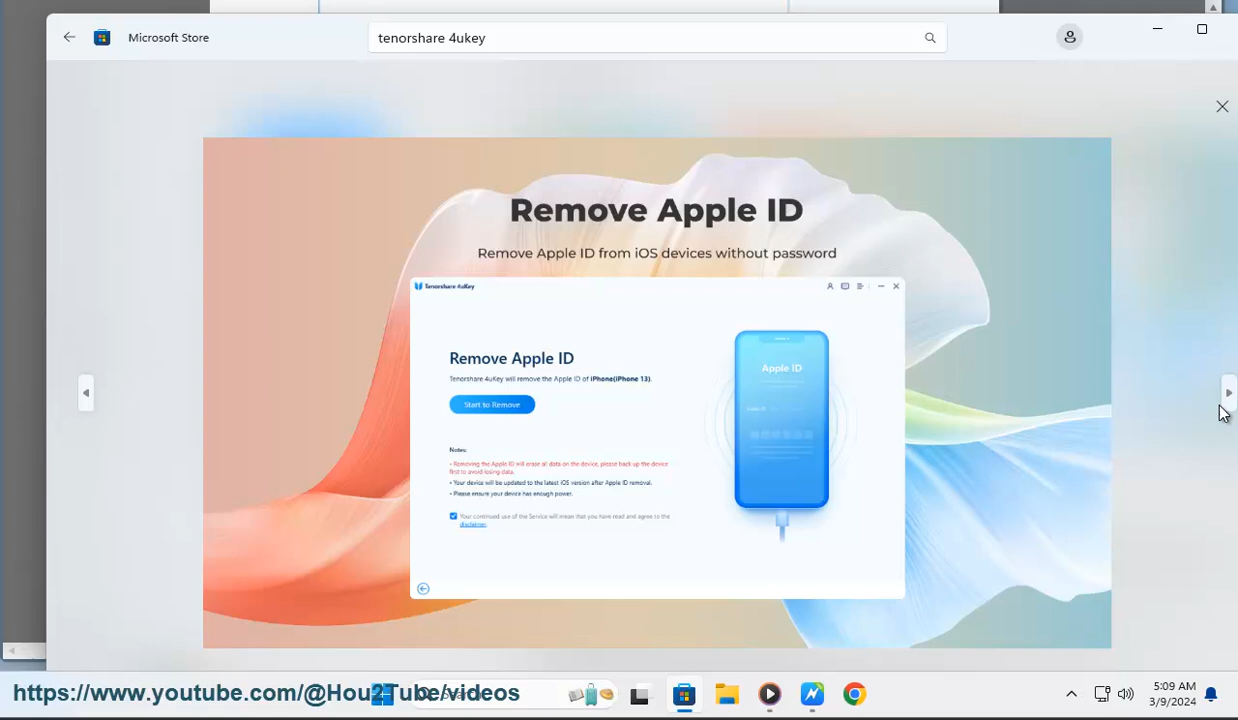 Microsoft Store
tenorshare 4ukey
Remove Apple ID
Remove Apple ID from iOS devices without password
Tenorshare 4uKey
Remove Apple ID
Tenorshare 4uKey will remove the Apple ID of iPhone(iPhone 13).
Start to Remove
Apple ID
Notes:
• Removing the Apple ID will erase all data on the device, please back up the device
first to avoid losing data.
• Your device will be updated to the latest iOS version after Apple ID removal.
• Please ensure your device has enough power.
Your continued use of the Service will mean that you have read and agree to the
disclaimer.
https://www.youtube.com/@Hou2Tube/videos
5:09 AM
3/9/2024